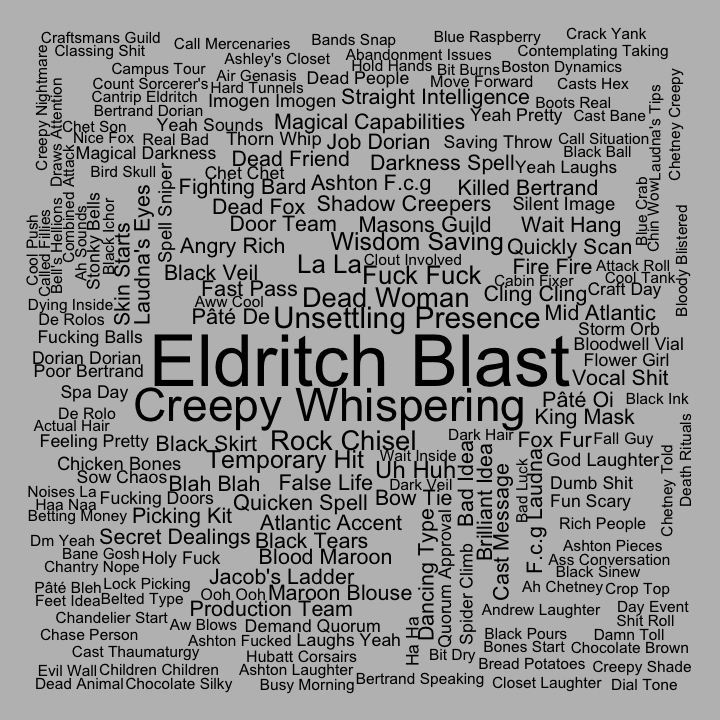 Craftsmans Guild
Classing Shit
Call Mercenaries
Bands Snap
Blue Raspberry
Crack Yank
Ashley's Closet
Abandonment Issues
Contemplating Taking
Campus Tour
Air Genasis
Hold Hands
Bit Burns
Boston Dynamics
Count Sorcerer's
Hard Tunnels
Dead People
Move Forward
Casts Hex
Cantrip Eldritch
Imogen Imogen
Straight Intelligence
Boots Real
Bertrand Dorian
Yeah Sounds
Magical Capabilities
Yeah Pretty
Cast Bane
Chet Son
Nice Fox
Real Bad
Thorn Whip
Job Dorian
Saving Throw
Call Situation
Magical Darkness
Dead Friend
Darkness Spell
Yeah Laughs
Black Ball
Bird Skull
Chet Chet
Fighting Bard
Ashton F.c.g
Killed Bertrand
Dead Fox
Shadow Creepers
Silent Image
Door Team
Masons Guild
Wait Hang
Angry Rich
Wisdom Saving
Quickly Scan
Black Veil
La La
Clout Involved
Fuck Fuck
Fire Fire
Attack Roll
Cool Tank
Fast Pass
Cabin Fixer
Craft Day
Aww Cool
Dead Woman
Cling Cling
Dying Inside
De Rolos
Pâté De
Unsettling Presence
Mid Atlantic
Storm Orb
Creepy Nightmare
Draws Attention
Combined Attack
Cool Push
Called Fillies
Bell's Hellions
Ah Sounds
Stonky Bells
Black Ichor
Skin Starts
Laudna's Eyes
Spell Sniper
Laudna's Tips
Chetney Creepy
Blue Crab
Chin Wow
Bloody Blistered
Fucking Balls
Eldritch Blast
Bloodwell Vial
Dorian Dorian
Flower Girl
Poor Bertrand
Vocal Shit
Spa Day
Creepy Whispering
Pâté Oi
Black Ink
De Rolo
King Mask
Actual Hair
Feeling Pretty
Black Skirt
Rock Chisel
Dark Hair
Fox Fur
Fall Guy
Chicken Bones
Temporary Hit
Wait Inside
God Laughter
Sow Chaos
Uh Huh
Blah Blah
False Life
Dark Veil
Dumb Shit
Noises La
Haa Naa
Fucking Doors
Quicken Spell
Bow Tie
Fun Scary
Betting Money
Picking Kit
Atlantic Accent
Rich People
Dm Yeah
Secret Dealings
Black Tears
Ashton Pieces
Bane Gosh
Holy Fuck
Blood Maroon
Ass Conversation
Chantry Nope
Black Sinew
Pâté Bleh
Lock Picking
Jacob's Ladder
Ah Chetney
Crop Top
Feet Idea
Belted Type
Ooh Ooh
Maroon Blouse
Production Team
Andrew Laughter
Day Event
Chandelier Start
Aw Blows
Demand Quorum
Shit Roll
Chase Person
Ashton Fucked
Laughs Yeah
Black Pours
Damn Toll
Cast Thaumaturgy
Hubatt Corsairs
Bit Dry
Bones Start
Chocolate Brown
Evil Wall
Children Children
Ashton Laughter
Bread Potatoes
Creepy Shade
Dead Animal
Chocolate Silky
Busy Morning
Bertrand Speaking
Closet Laughter
Dial Tone
Ha Ha
Dancing Type
Quorum Approval
Spider Climb
Bad Idea
Brilliant Idea
Cast Message
Bad Luck
F.c.g Laudna
Chetney Told
Death Rituals